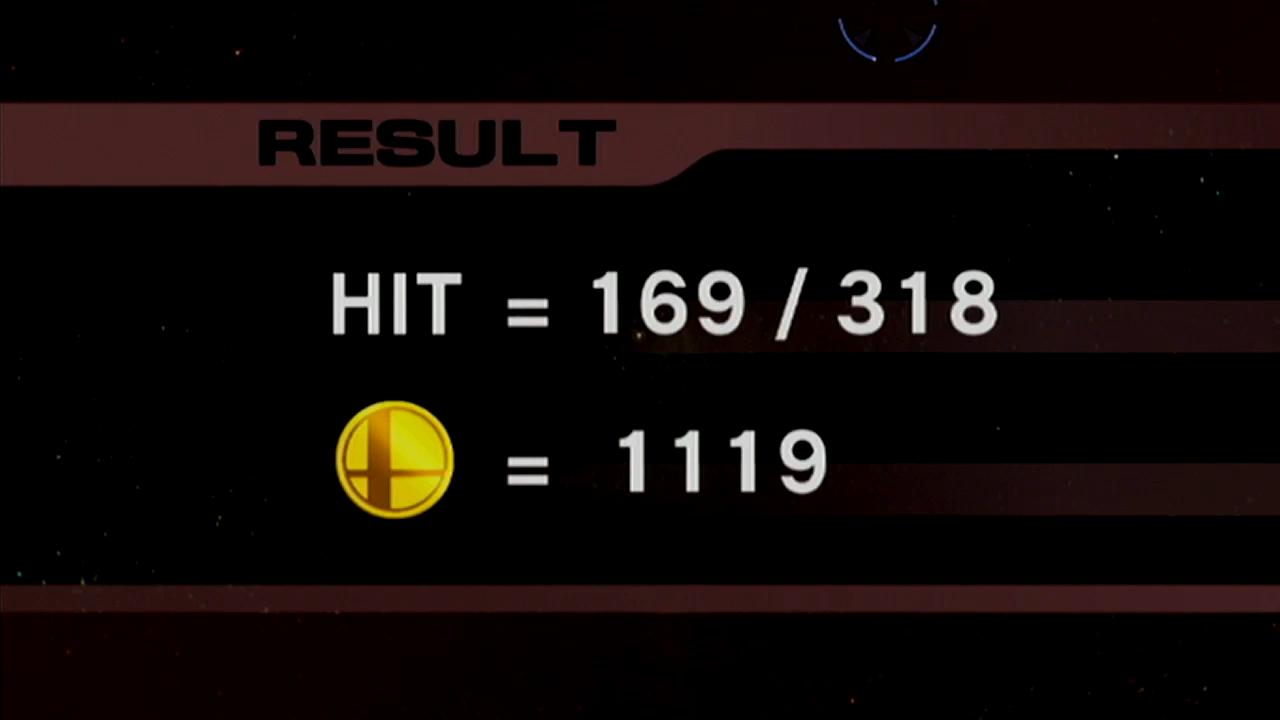 RESULT
HIT = 169 / 318
= 1119